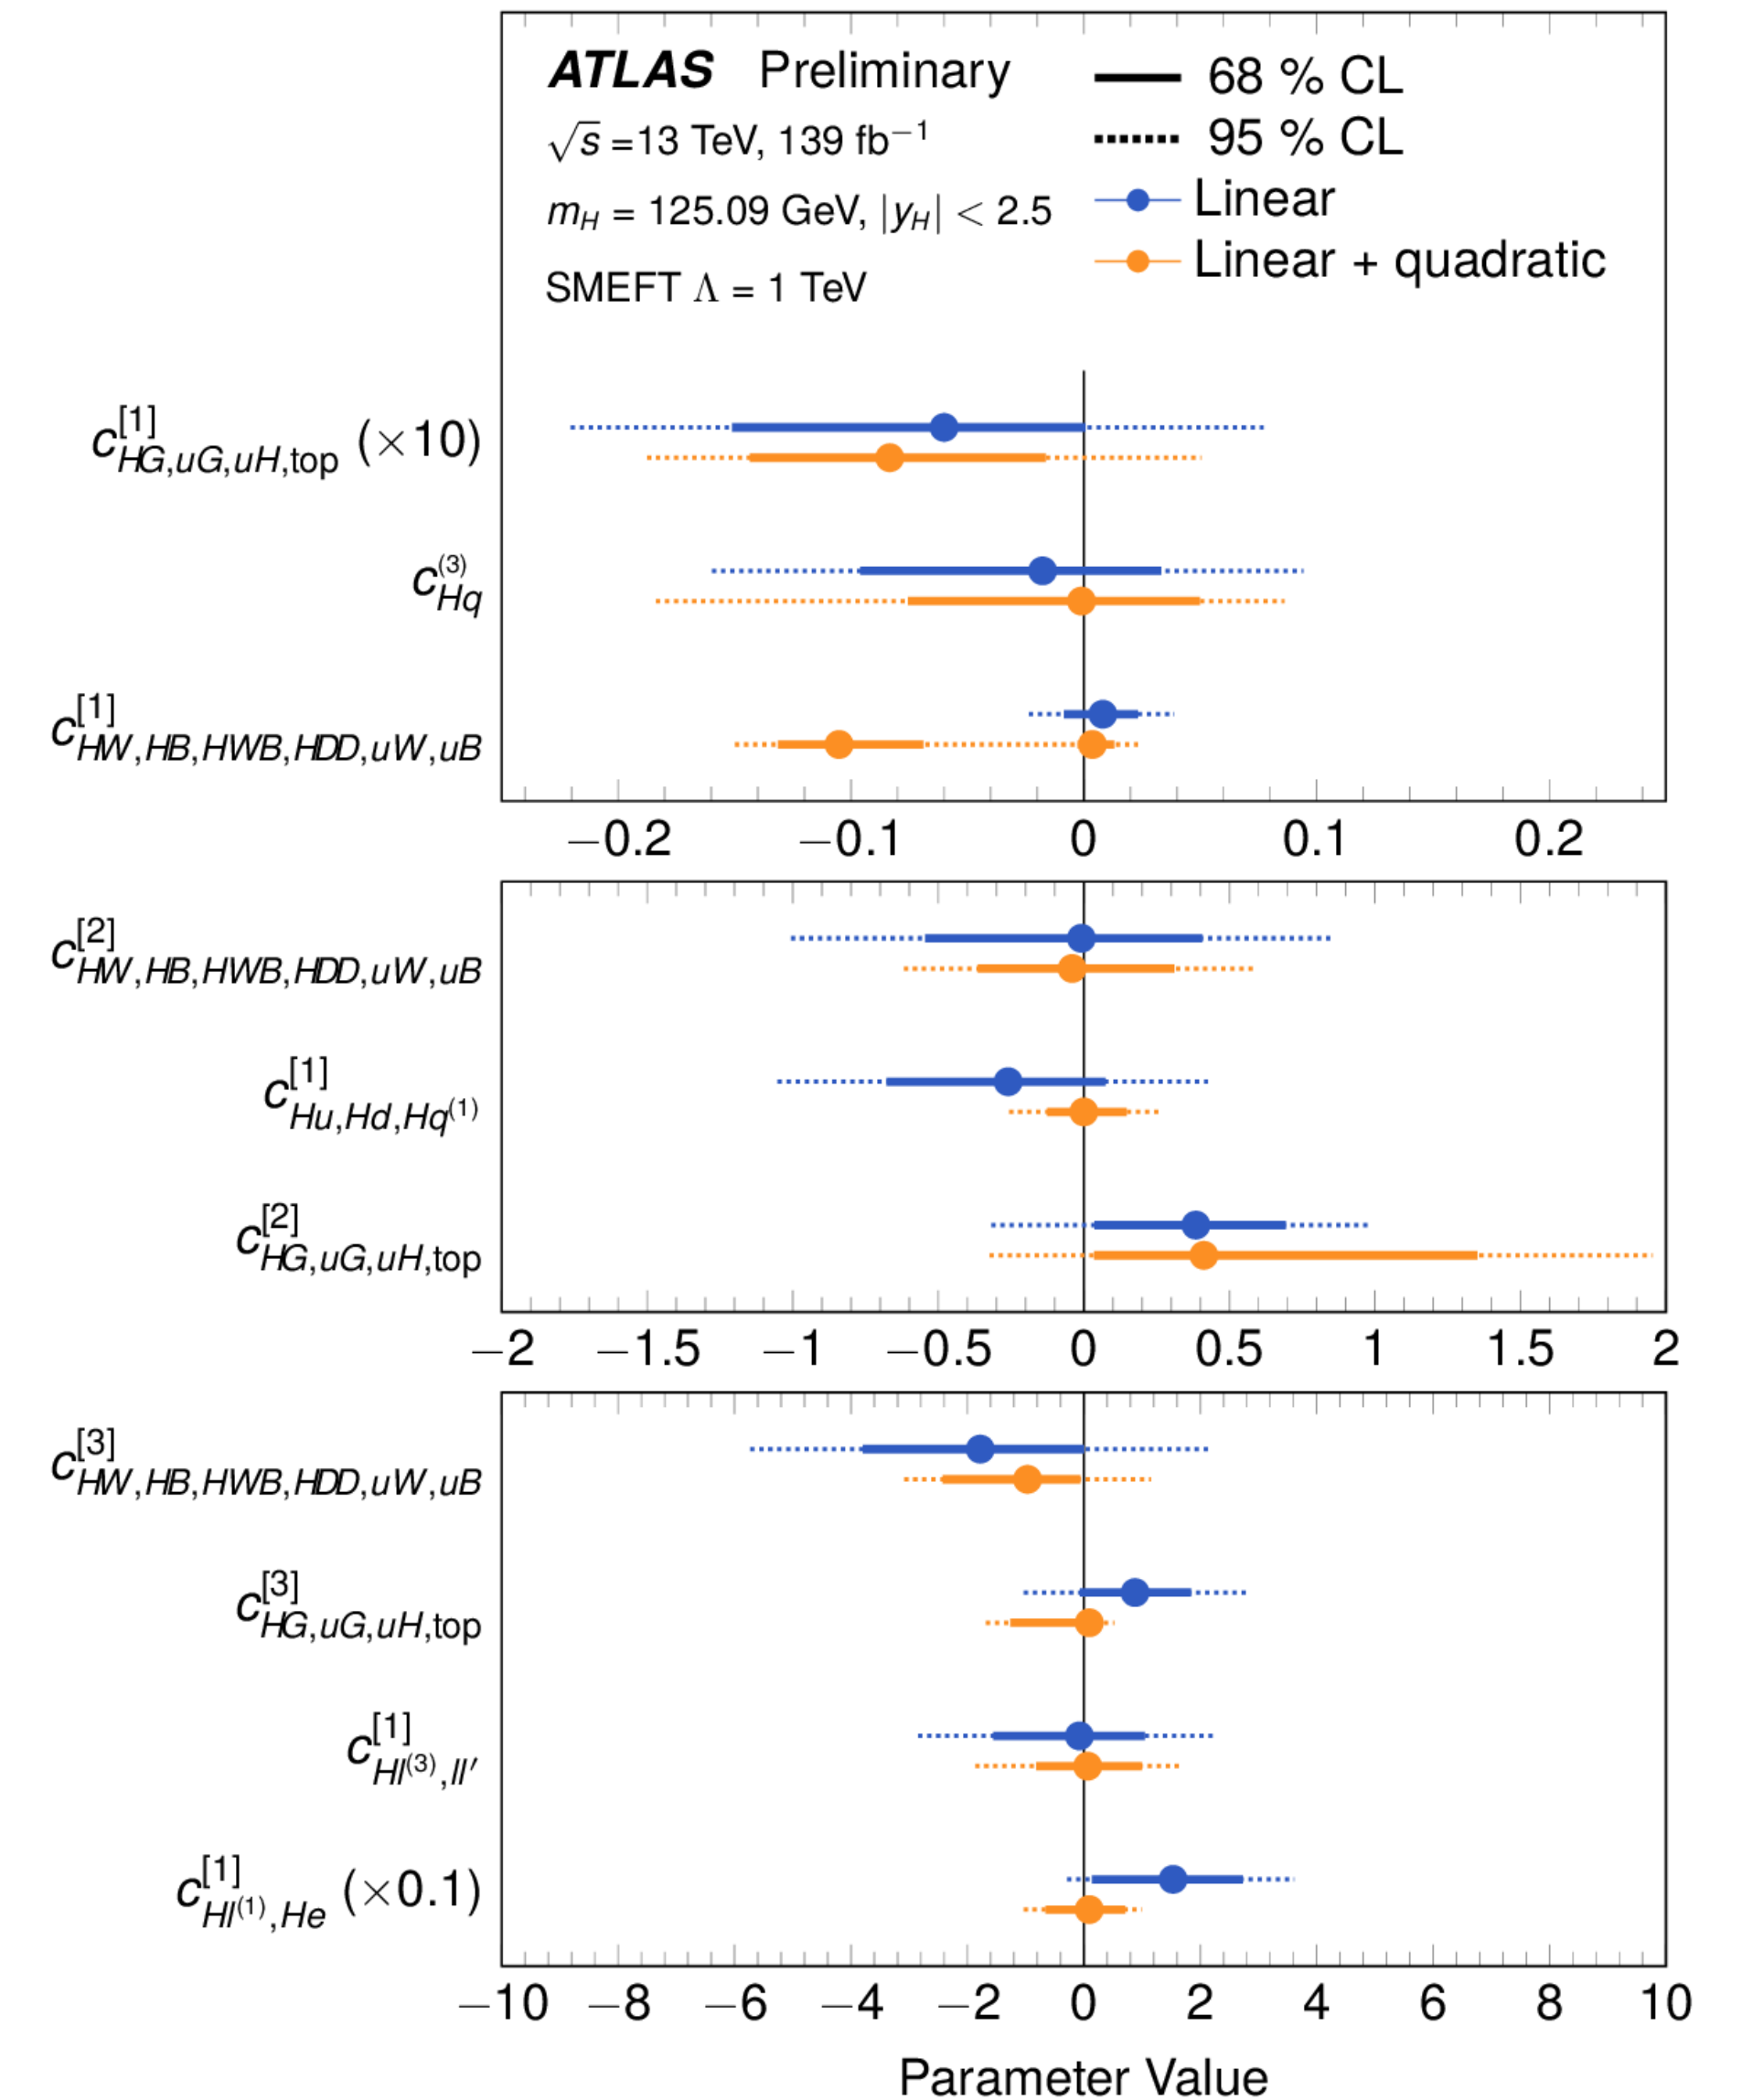 ATLAS Preliminary
√s =13 TeV, 139 fb⁻¹
m_H = 125.09 GeV, |y_H| < 2.5
SMEFT Λ = 1 TeV
68 % CL
95 % CL
Linear
Linear + quadratic
c^[1]_HG,uG,uH,top (×10)
c^(3)_Hq
c^[1]_HW,HB,HWB,HDD,uW,uB
−0.2 −0.1 0 0.1 0.2
c^[2]_HW,HB,HWB,HDD,uW,uB
c^[1]_Hu,Hd,Hq^(1)
c^[2]_HG,uG,uH,top
−2 −1.5 −1 −0.5 0 0.5 1 1.5 2
c^[3]_HW,HB,HWB,HDD,uW,uB
c^[3]_HG,uG,uH,top
c^[1]_Hl^(3),ll′
c^[1]_Hl^(1),He (×0.1)
−10 −8 −6 −4 −2 0 2 4 6 8 10
Parameter Value